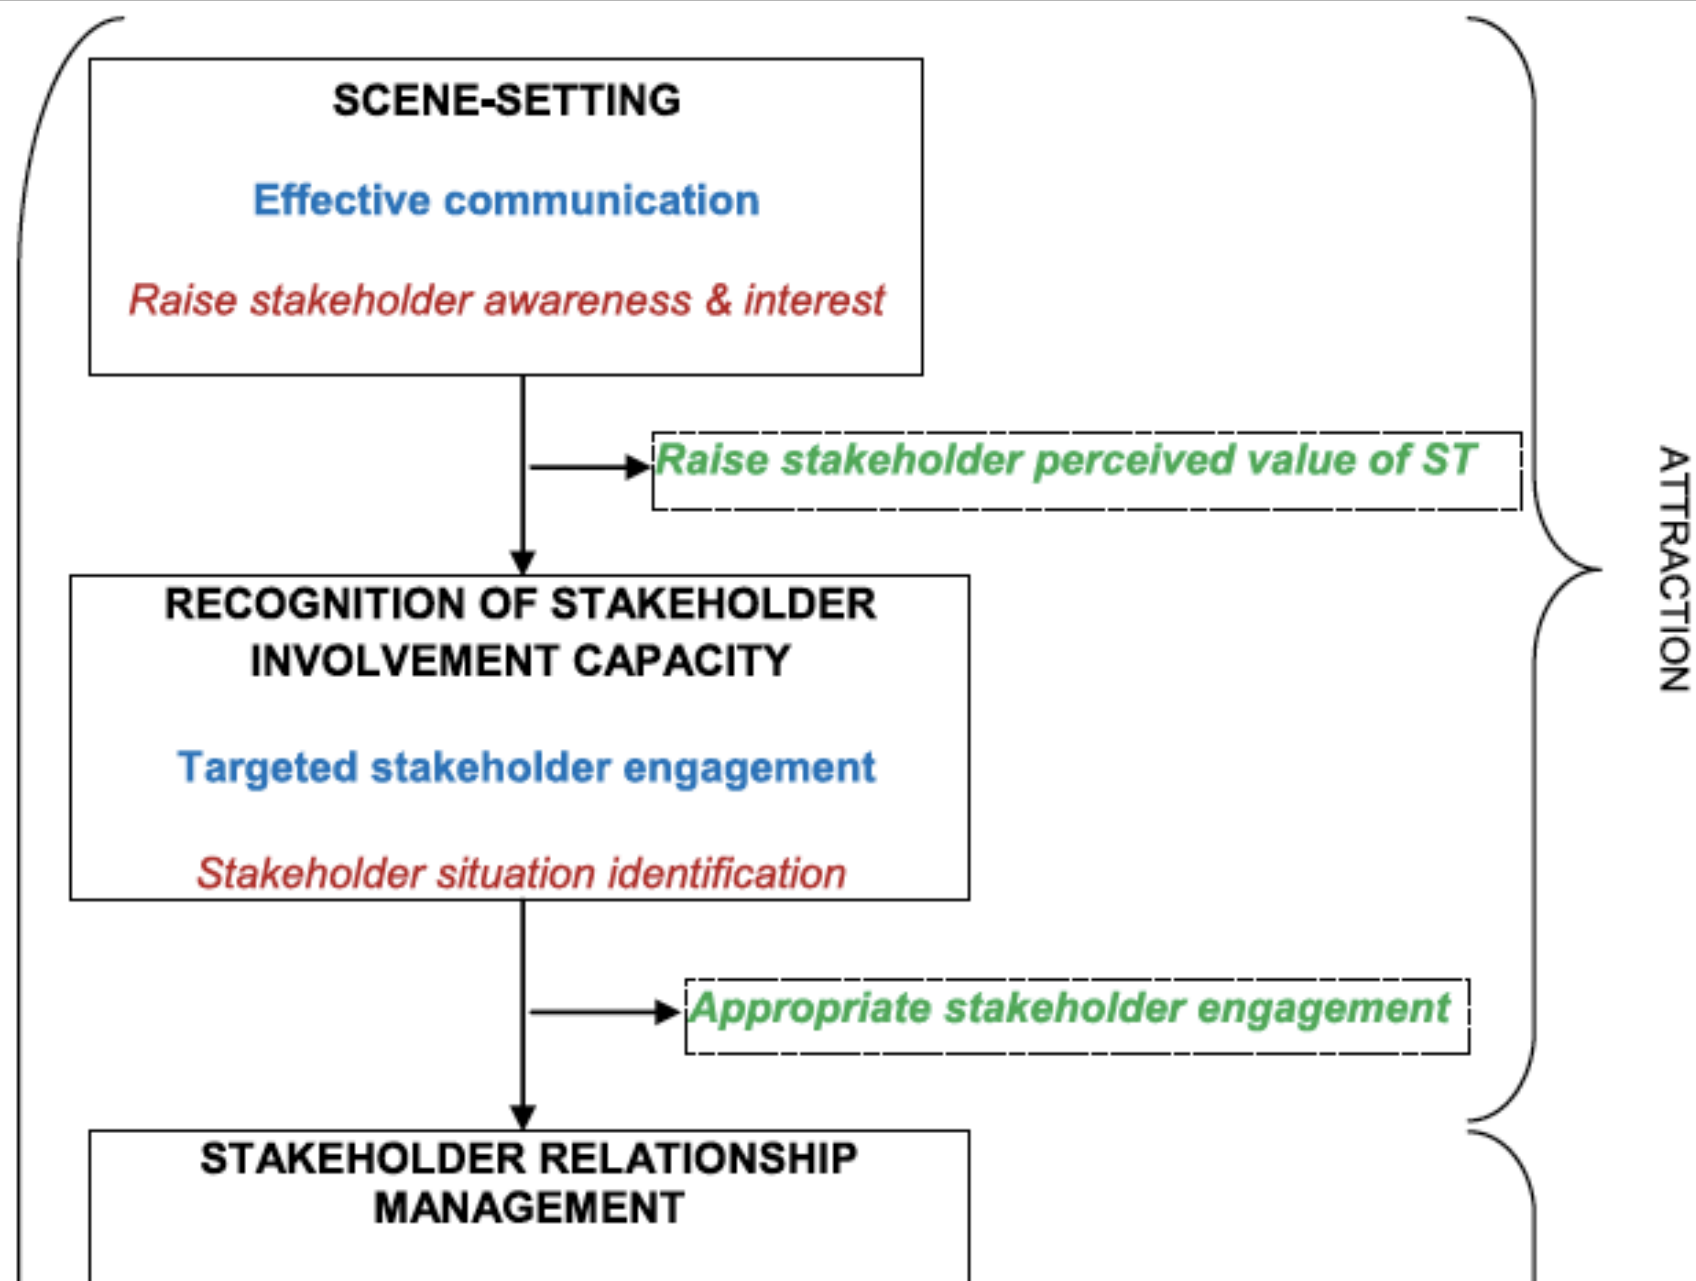 SCENE-SETTING
Effective communication
Raise stakeholder awareness & interest
Raise stakeholder perceived value of ST
ATTRACTION
RECOGNITION OF STAKEHOLDER
INVOLVEMENT CAPACITY
Targeted stakeholder engagement
Stakeholder situation identification
Appropriate stakeholder engagement
STAKEHOLDER RELATIONSHIP
MANAGEMENT